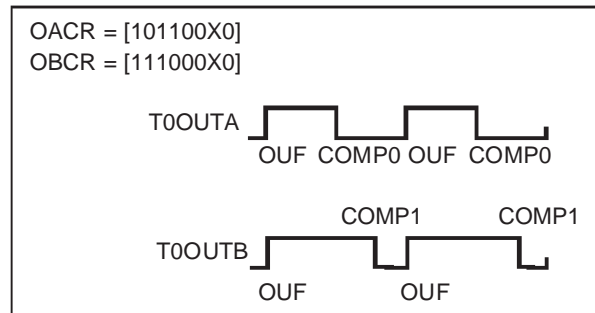 OACR = [101100X0]
OBCR = [111000X0]
T0OUTA
OUF COMP0 OUF COMP0
COMP1 COMP1
T0OUTB
OUF OUF